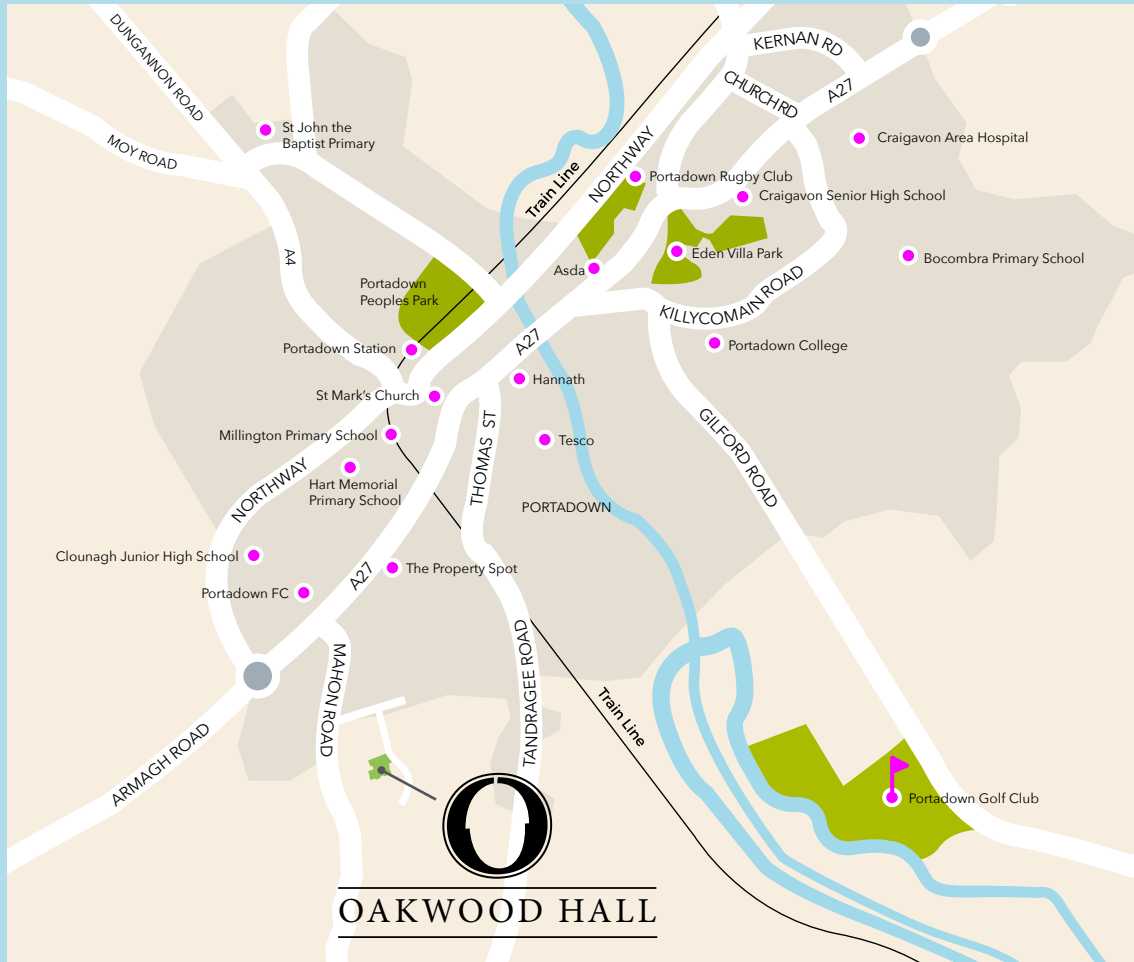 DUNGANNON ROAD
KERNAN RD
CHURCH RD
A27
MOY ROAD
St John the
Baptist Primary
Craigavon Area Hospital
NORTHWAY
Train Line
Portadown Rugby Club
Craigavon Senior High School
A4
Asda
Eden Villa Park
Bocombra Primary School
Portadown
Peoples Park
KILLYCOMAIN ROAD
Portadown Station
A27
Portadown College
Hannath
St Mark's Church
Millington Primary School
THOMAS ST
Tesco
GILFORD ROAD
NORTHWAY
Hart Memorial
Primary School
PORTADOWN
Clounagh Junior High School
A27
The Property Spot
Portadown FC
MAHON ROAD
TANDRAGEE ROAD
Train Line
ARMAGH ROAD
Portadown Golf Club
O
OAKWOOD HALL